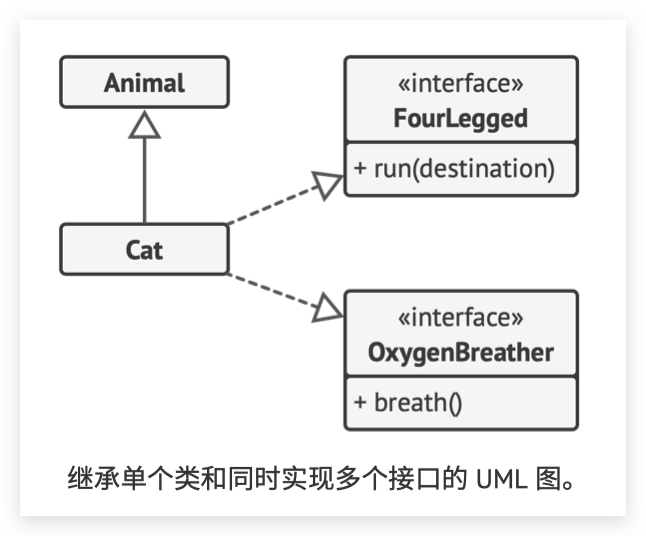 Animal
«interface»
FourLegged
+ run(destination)
Cat
«interface»
OxygenBreather
+ breath()
继承单个类和同时实现多个接口的 UML 图。